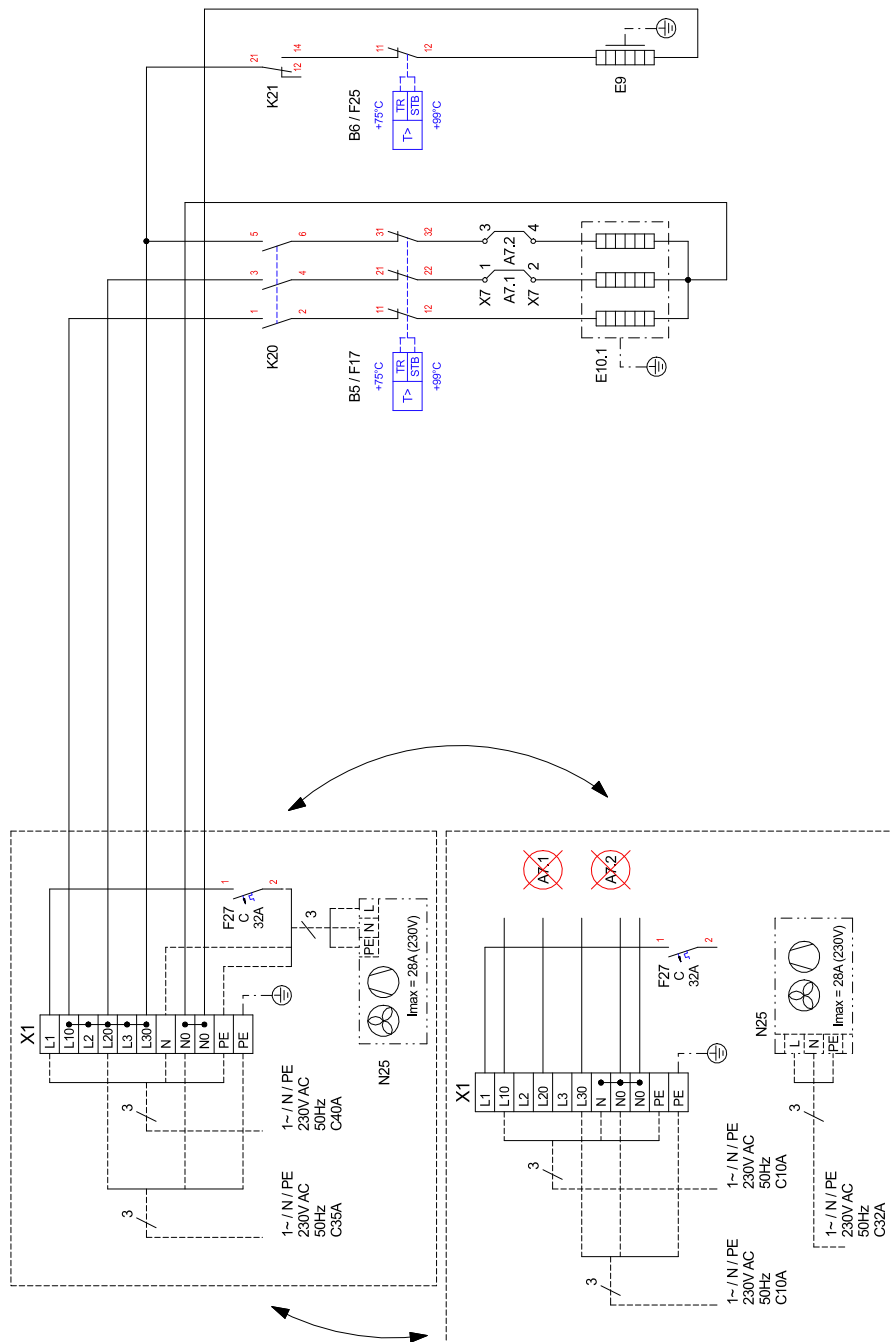 21
14
12
K21
11
12
B6 / F25
+75°C
TR
STB
T>
+99°C
E9
5
6
3
4
1
2
K20
31
32
21
22
11
12
B5 / F17
+75°C
TR
STB
T>
+99°C
3
A7.2
4
X7 1
A7.1
X7 2
E10.1
X1
L1
L10
L2
L20
L3
L30
N
N0
N0
PE
PE
1
2
F27
C
32A
3
PE N L
Imax = 28A (230V)
N25
3
1~ / N / PE
230V AC
50Hz
C40A
3
1~ / N / PE
230V AC
50Hz
C35A
A7.1
A7.2
X1
L1
L10
L2
L20
L3
L30
N
N0
N0
PE
PE
1
2
F27
C
32A
N25
L
N
PE
Imax = 28A (230V)
3
1~ / N / PE
230V AC
50Hz
C10A
3
1~ / N / PE
230V AC
50Hz
C10A
3
1~ / N / PE
230V AC
50Hz
C32A